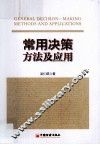 GENERAL DECISION-MAKING
METHODS AND APPLICATIONS
常用决策
方法及应用